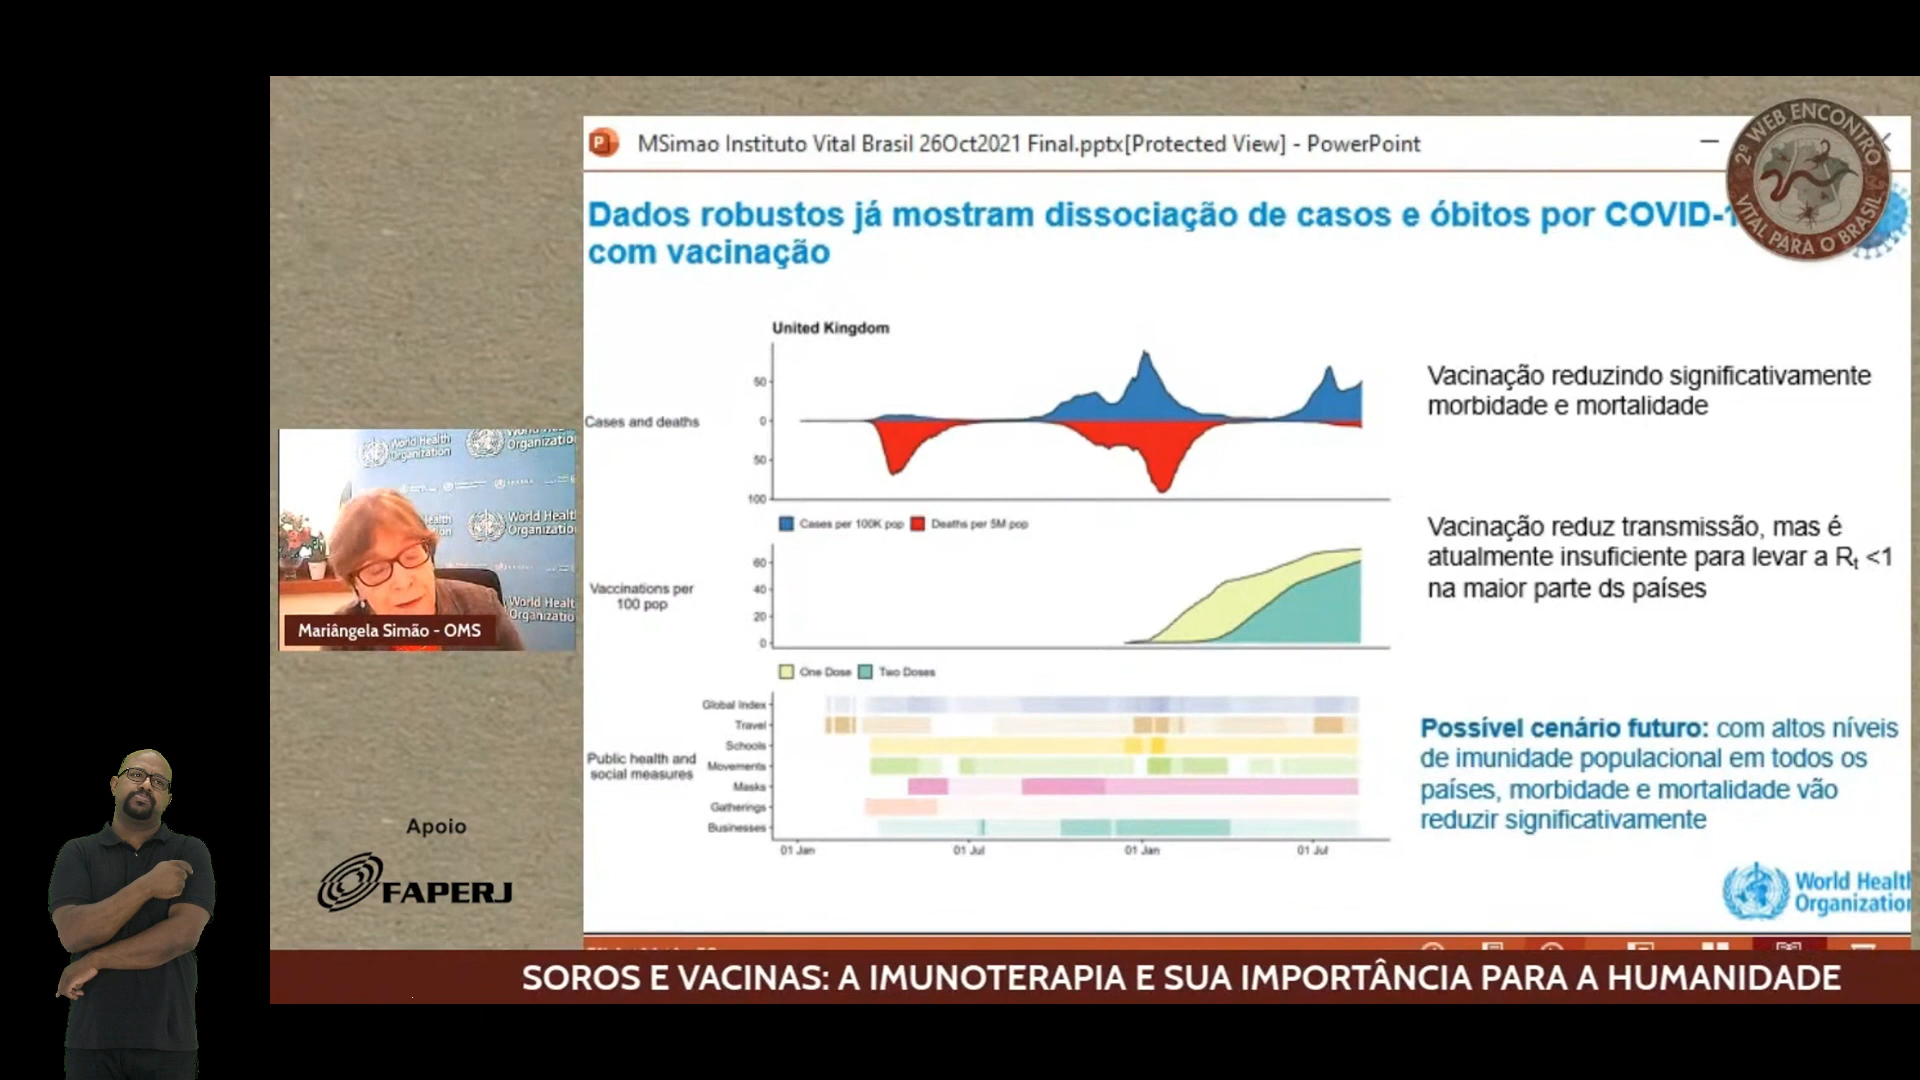 MSimao Instituto Vital Brasil 26Oct2021 Final.pptx[Protected View] - PowerPoint
2º WEB ENCONTRO
VITAL PARA O BRASIL
Dados robustos já mostram dissociação de casos e óbitos por COVID-
com vacinação
United Kingdom
Cases and deaths
50
0
50
100
Cases per 100K pop Deaths per 5M pop
Vaccinations per
100 pop
60
40
20
0
One Dose Two Doses
Public health and
social measures
Global Index
Travel
Schools
Movements
Masks
Gatherings
Businesses
01 Jan 01 Jul 01 Jan 01 Jul
Vacinação reduzindo significativamente
morbidade e mortalidade
Vacinação reduz transmissão, mas é
atualmente insuficiente para levar a Rt <1
na maior parte ds países
Possível cenário futuro: com altos níveis
de imunidade populacional em todos os
países, morbidade e mortalidade vão
reduzir significativamente
World Health
Organization
World Health
Organization
World Health
Organization
World Health
Organization
Mariângela Simão - OMS
Apoio
FAPERJ
SOROS E VACINAS: A IMUNOTERAPIA E SUA IMPORTÂNCIA PARA A HUMANIDADE